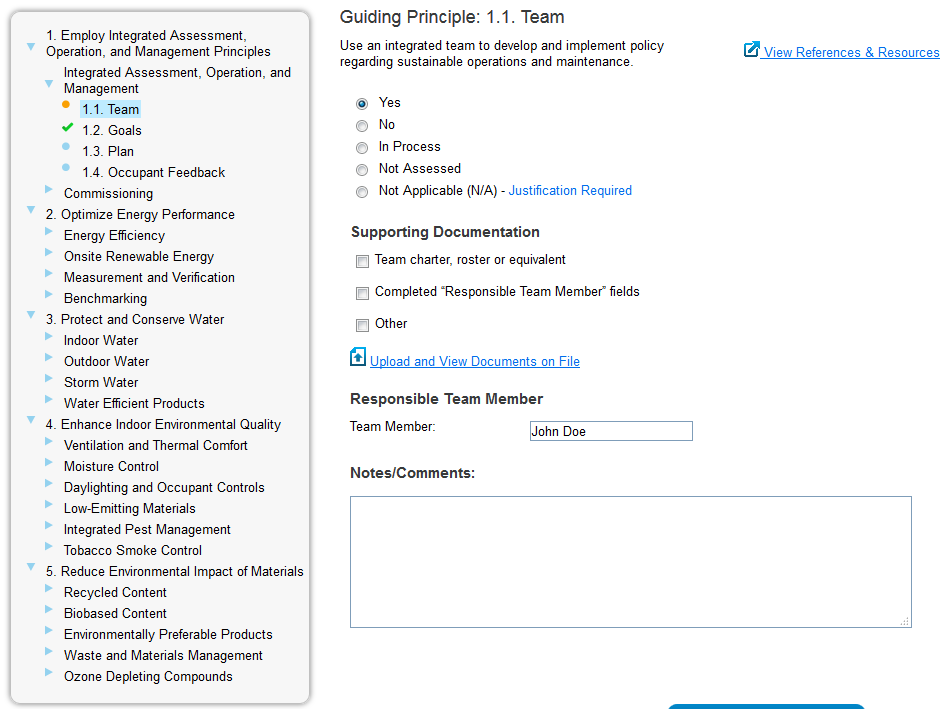 1. Employ Integrated Assessment,
Operation, and Management Principles
Integrated Assessment, Operation, and
Management
1.1. Team
1.2. Goals
1.3. Plan
1.4. Occupant Feedback
Commissioning
2. Optimize Energy Performance
Energy Efficiency
Onsite Renewable Energy
Measurement and Verification
Benchmarking
3. Protect and Conserve Water
Indoor Water
Outdoor Water
Storm Water
Water Efficient Products
4. Enhance Indoor Environmental Quality
Ventilation and Thermal Comfort
Moisture Control
Daylighting and Occupant Controls
Low-Emitting Materials
Integrated Pest Management
Tobacco Smoke Control
5. Reduce Environmental Impact of Materials
Recycled Content
Biobased Content
Environmentally Preferable Products
Waste and Materials Management
Ozone Depleting Compounds
Guiding Principle: 1.1. Team
Use an integrated team to develop and implement policy
regarding sustainable operations and maintenance.
View References & Resources
Yes
No
In Process
Not Assessed
Not Applicable (N/A) - Justification Required
Supporting Documentation
Team charter, roster or equivalent
Completed “Responsible Team Member” fields
Other
Upload and View Documents on File
Responsible Team Member
Team Member: John Doe
Notes/Comments: